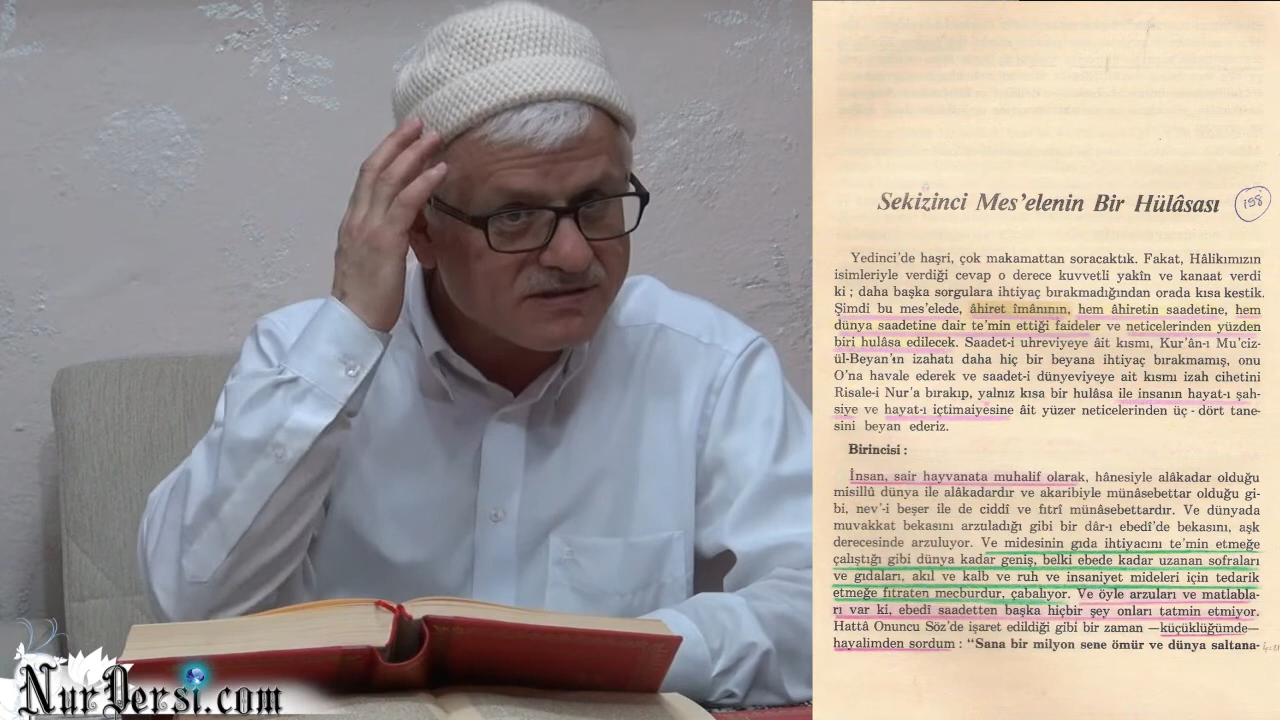 Sekizinci Mes'elenin Bir Hülâsası
158
Yedinci'de haşri, çok makamattan soracaktık. Fakat, Hâlikımızın
isimleriyle verdiği cevap o derece kuvvetli yakîn ve kanaat verdi
ki ; daha başka sorgulara ihtiyaç bırakmadığından orada kısa kestik.
Şimdi bu mes'elede, âhiret îmânının, hem âhiretin saadetine, hem
dünya saadetine dair te'min ettiği faideler ve neticelerinden yüzden
biri hulâsa edilecek. Saadet-i uhreviyeye âit kısmı, Kur'ân-ı Mu'ciz-
ül-Beyan'ın izahatı daha hiç bir beyana ihtiyaç bırakmamış, onu
O'na havale ederek ve saadet-i dünyeviyeye ait kısmı izah cihetini
Risale-i Nur'a bırakıp, yalnız kısa bir hulâsa ile insanın hayat-ı şah-
siye ve hayat-ı içtimaiyesine âit yüzer neticelerinden üç - dört tane-
sini beyan ederiz.
Birincisi :
İnsan, sair hayvanata muhalif olarak, hânesiyle alâkadar olduğu
misillû dünya ile alâkadardır ve akaribiyle münâsebettar olduğu gi-
bi, nev'-i beşer ile de ciddî ve fıtrî münâsebettardır. Ve dünyada
muvakkat bekasını arzuladığı gibi bir dâr-ı ebedî'de bekasını, aşk
derecesinde arzuluyor. Ve midesinin gıda ihtiyacını te'min etmeğe
çalıştığı gibi dünya kadar geniş, belki ebede kadar uzanan sofraları
ve gıdaları, akıl ve kalb ve ruh ve insaniyet mideleri için tedarik
etmeğe fıtraten mecburdur, çabalıyor. Ve öyle arzuları ve matlabla-
rı var ki, ebedî saadetten başka hiçbir şey onları tatmin etmiyor.
Hattâ Onuncu Söz'de işaret edildiği gibi bir zaman —küçüklüğümde—
hayalimden sordum : "Sana bir milyon sene ömür ve dünya saltana-
NurDersi.com